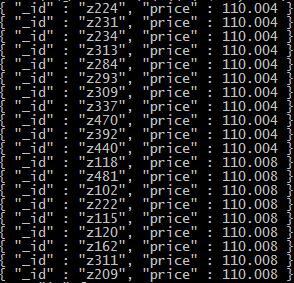 { "_id" : "z224", "price" : 110.004 }
{ "_id" : "z231", "price" : 110.004 }
{ "_id" : "z234", "price" : 110.004 }
{ "_id" : "z313", "price" : 110.004 }
{ "_id" : "z284", "price" : 110.004 }
{ "_id" : "z293", "price" : 110.004 }
{ "_id" : "z309", "price" : 110.004 }
{ "_id" : "z337", "price" : 110.004 }
{ "_id" : "z470", "price" : 110.004 }
{ "_id" : "z392", "price" : 110.004 }
{ "_id" : "z440", "price" : 110.004 }
{ "_id" : "z118", "price" : 110.008 }
{ "_id" : "z481", "price" : 110.008 }
{ "_id" : "z102", "price" : 110.008 }
{ "_id" : "z222", "price" : 110.008 }
{ "_id" : "z115", "price" : 110.008 }
{ "_id" : "z120", "price" : 110.008 }
{ "_id" : "z162", "price" : 110.008 }
{ "_id" : "z311", "price" : 110.008 }
{ "_id" : "z209", "price" : 110.008 }